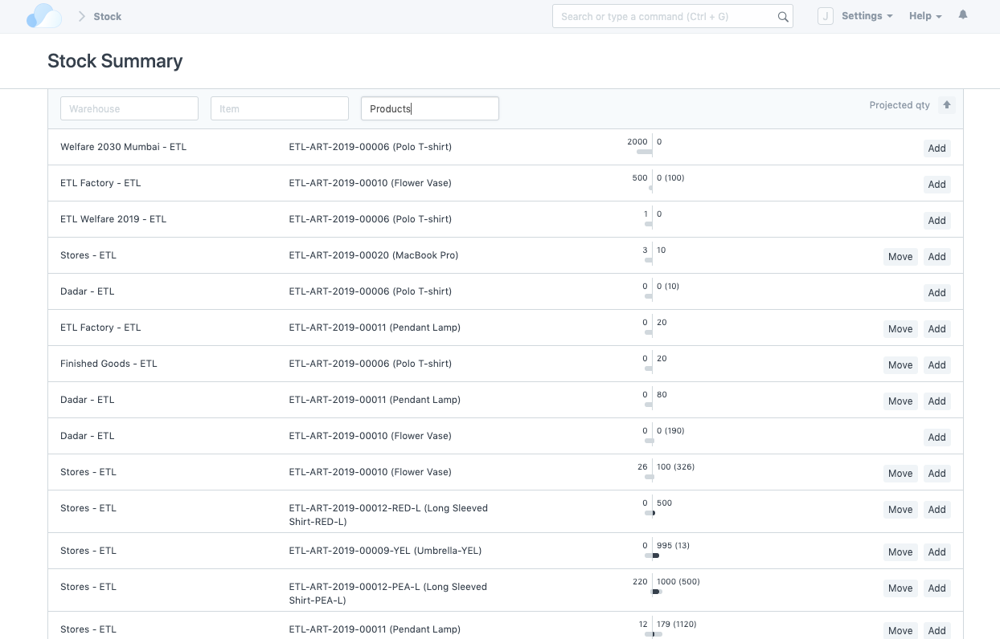 Stock
Search or type a command (Ctrl + G)
J
Settings
Help
Stock Summary
Warehouse
Item
Products
Projected qty
Welfare 2030 Mumbai - ETL ETL-ART-2019-00006 (Polo T-shirt) 2000 0 Add
ETL Factory - ETL ETL-ART-2019-00010 (Flower Vase) 500 0 (100) Add
ETL Welfare 2019 - ETL ETL-ART-2019-00006 (Polo T-shirt) 1 0 Add
Stores - ETL ETL-ART-2019-00020 (MacBook Pro) 3 10 Move Add
Dadar - ETL ETL-ART-2019-00006 (Polo T-shirt) 0 0 (10) Add
ETL Factory - ETL ETL-ART-2019-00011 (Pendant Lamp) 0 20 Move Add
Finished Goods - ETL ETL-ART-2019-00006 (Polo T-shirt) 0 20 Move Add
Dadar - ETL ETL-ART-2019-00011 (Pendant Lamp) 0 80 Move Add
Dadar - ETL ETL-ART-2019-00010 (Flower Vase) 0 0 (190) Add
Stores - ETL ETL-ART-2019-00010 (Flower Vase) 26 100 (326) Move Add
Stores - ETL ETL-ART-2019-00012-RED-L (Long Sleeved 0 500 Move Add
Shirt-RED-L)
Stores - ETL ETL-ART-2019-00009-YEL (Umbrella-YEL) 0 995 (13) Move Add
Stores - ETL ETL-ART-2019-00012-PEA-L (Long Sleeved 220 1000 (500) Move Add
Shirt-PEA-L)
Stores - ETL ETL-ART-2019-00011 (Pendant Lamp) 12 179 (1120) Move Add